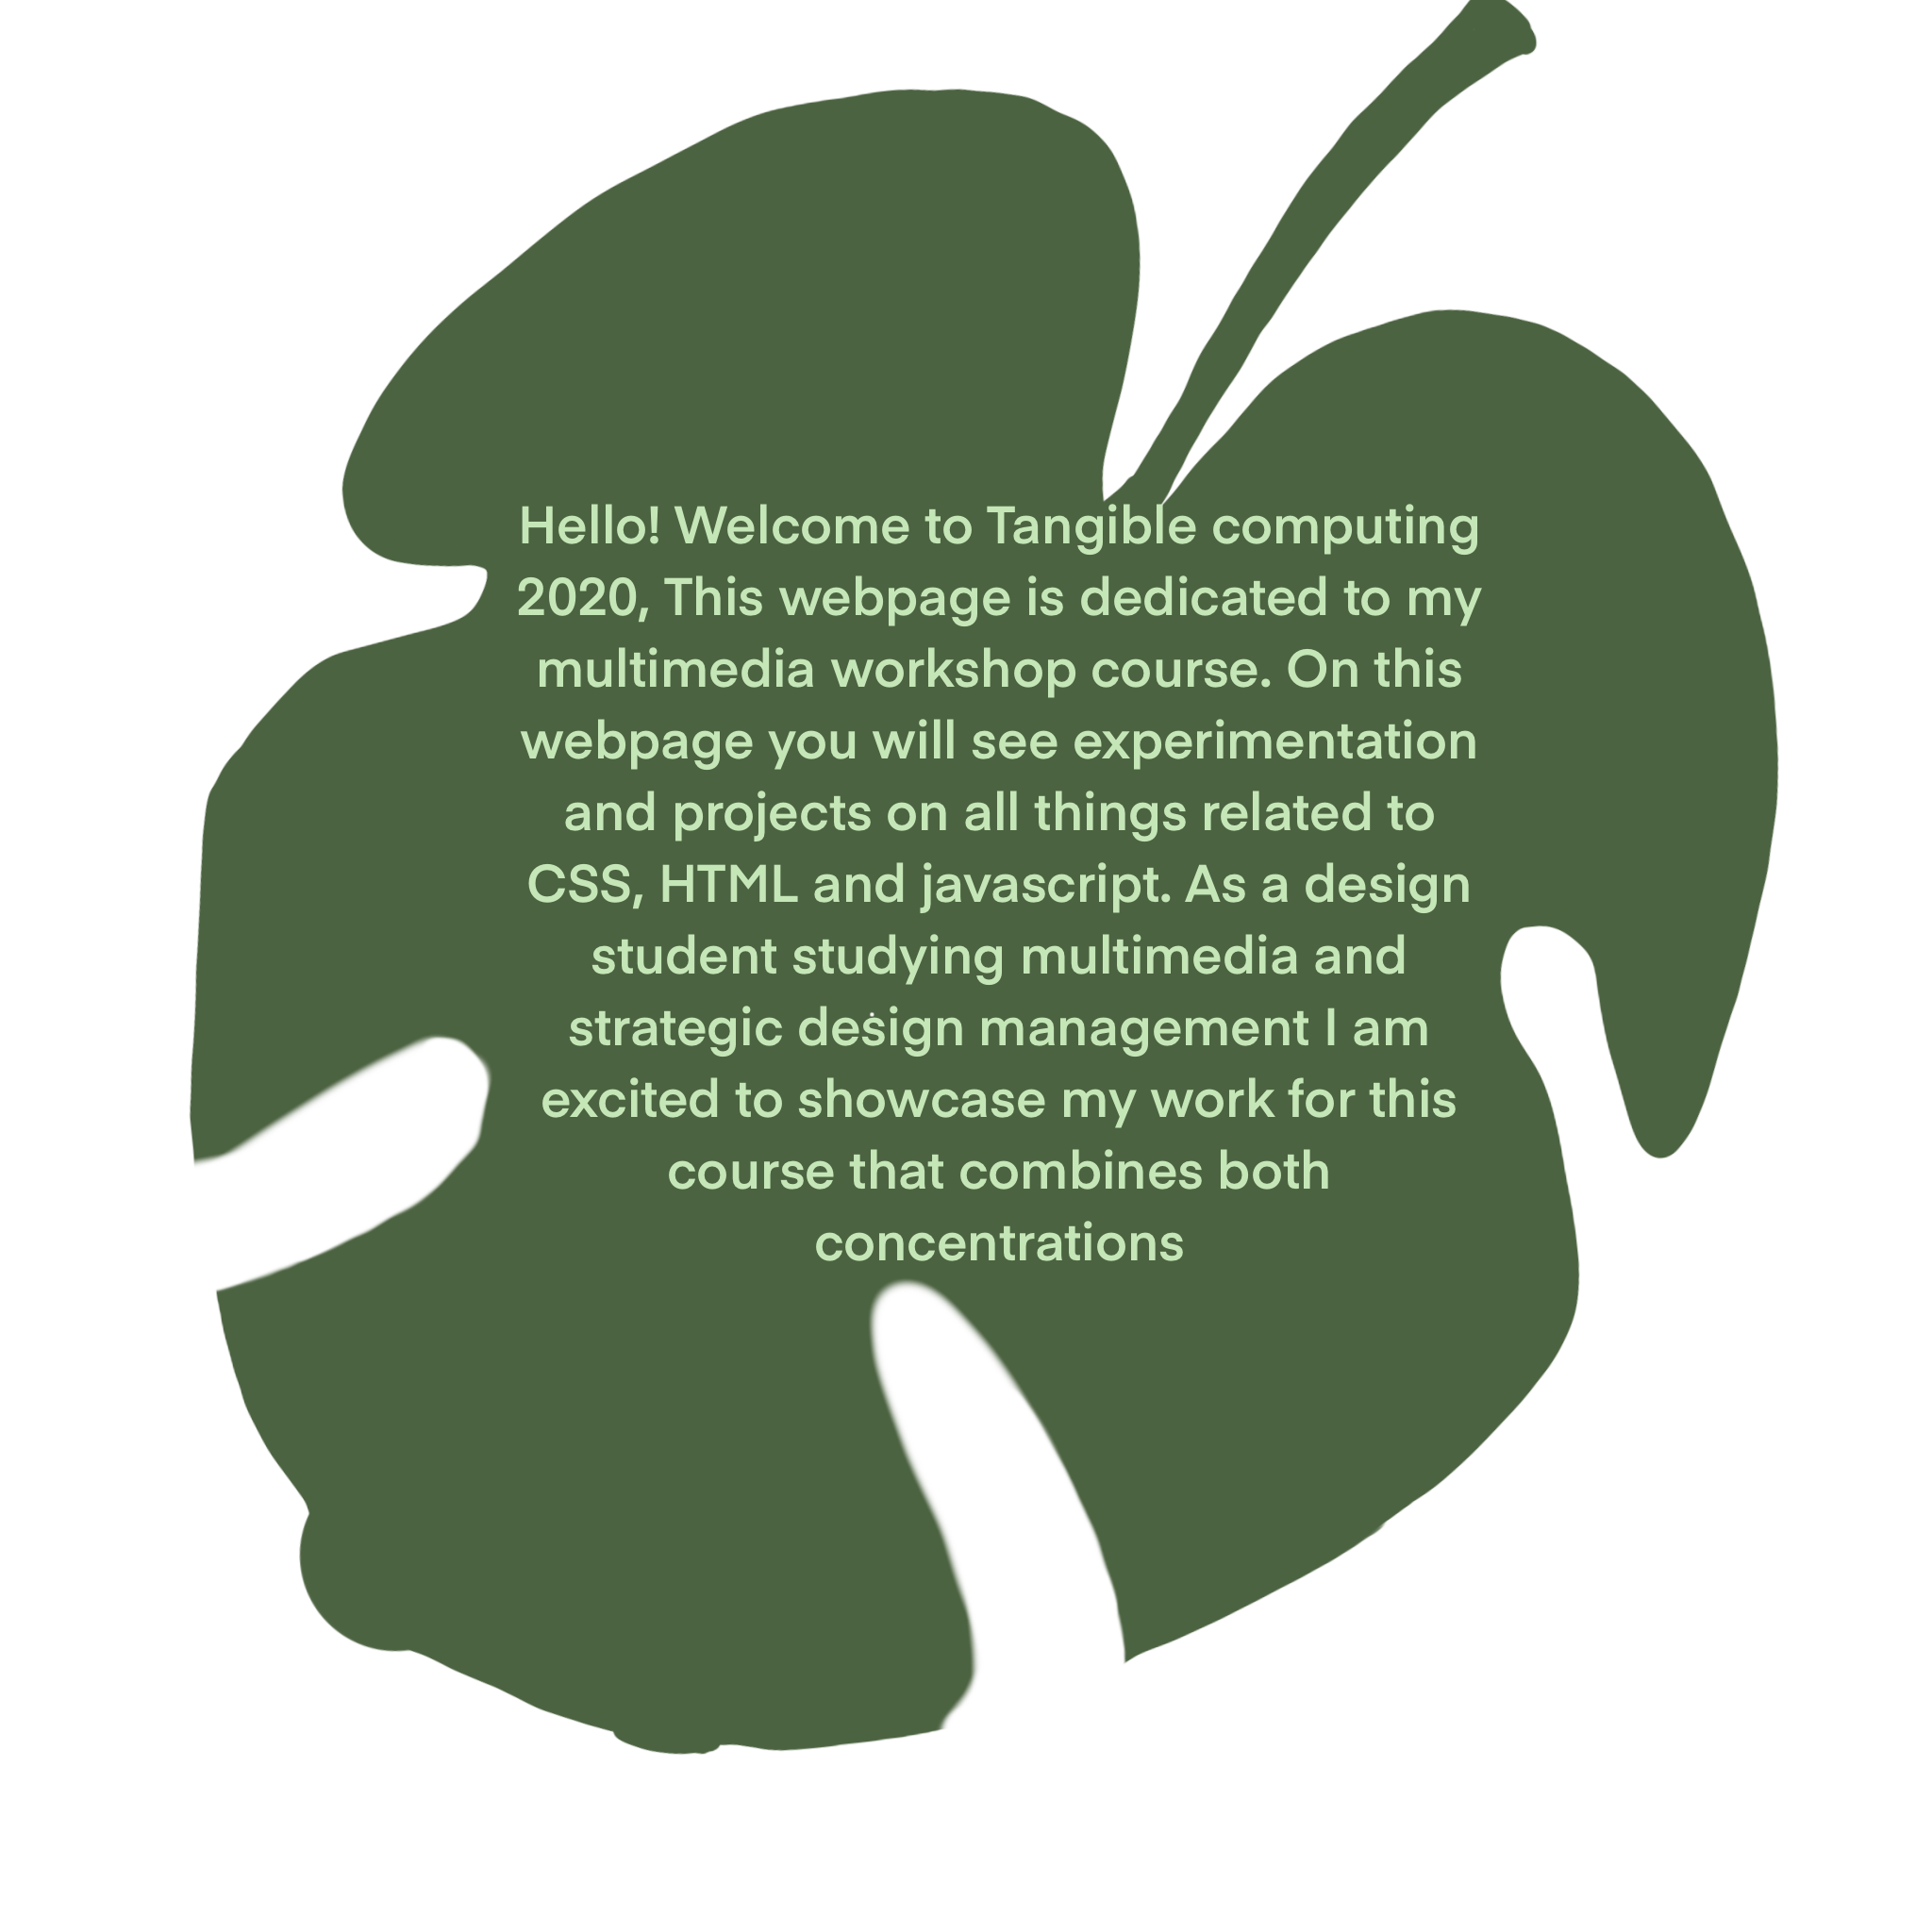 Hello! Welcome to Tangible computing
2020, This webpage is dedicated to my
multimedia workshop course. On this
webpage you will see experimentation
and projects on all things related to
CSS, HTML and javascript. As a design
student studying multimedia and
strategic design management I am
excited to showcase my work for this
course that combines both
concentrations